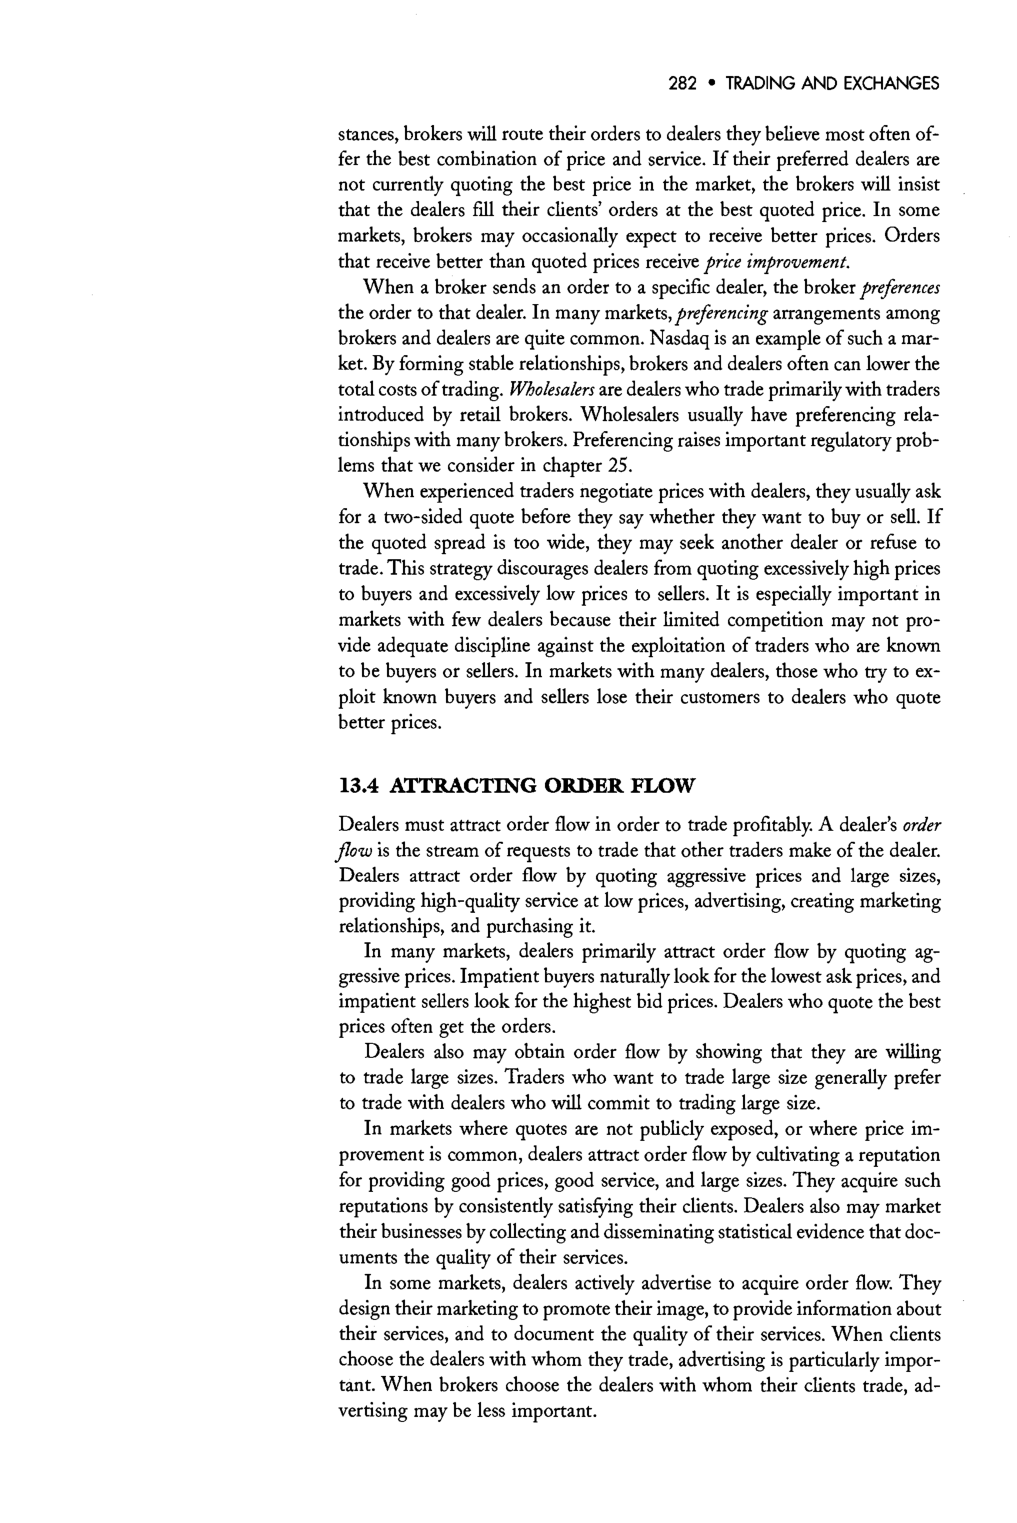 282 • TRADING AND EXCHANGES
stances, brokers will route their orders to dealers they believe most often of-
fer the best combination of price and service. If their preferred dealers are
not currently quoting the best price in the market, the brokers will insist
that the dealers fill their clients' orders at the best quoted price. In some
markets, brokers may occasionally expect to receive better prices. Orders
that receive better than quoted prices receive price improvement.
When a broker sends an order to a specific dealer, the broker preferences
the order to that dealer. In many markets, preferencing arrangements among
brokers and dealers are quite common. Nasdaq is an example of such a mar-
ket. By forming stable relationships, brokers and dealers often can lower the
total costs of trading. Wholesalers are dealers who trade primarily with traders
introduced by retail brokers. Wholesalers usually have preferencing rela-
tionships with many brokers. Preferencing raises important regulatory prob-
lems that we consider in chapter 25.
When experienced traders negotiate prices with dealers, they usually ask
for a two-sided quote before they say whether they want to buy or sell. If
the quoted spread is too wide, they may seek another dealer or refuse to
trade. This strategy discourages dealers from quoting excessively high prices
to buyers and excessively low prices to sellers. It is especially important in
markets with few dealers because their limited competition may not pro-
vide adequate discipline against the exploitation of traders who are known
to be buyers or sellers. In markets with many dealers, those who try to ex-
ploit known buyers and sellers lose their customers to dealers who quote
better prices.
13.4 ATTRACTING ORDER FLOW
Dealers must attract order flow in order to trade profitably. A dealer's order
flow is the stream of requests to trade that other traders make of the dealer.
Dealers attract order flow by quoting aggressive prices and large sizes,
providing high-quality service at low prices, advertising, creating marketing
relationships, and purchasing it.
In many markets, dealers primarily attract order flow by quoting ag-
gressive prices. Impatient buyers naturally look for the lowest ask prices, and
impatient sellers look for the highest bid prices. Dealers who quote the best
prices often get the orders.
Dealers also may obtain order flow by showing that they are willing
to trade large sizes. Traders who want to trade large size generally prefer
to trade with dealers who will commit to trading large size.
In markets where quotes are not publicly exposed, or where price im-
provement is common, dealers attract order flow by cultivating a reputation
for providing good prices, good service, and large sizes. They acquire such
reputations by consistently satisfying their clients. Dealers also may market
their businesses by collecting and disseminating statistical evidence that doc-
uments the quality of their services.
In some markets, dealers actively advertise to acquire order flow. They
design their marketing to promote their image, to provide information about
their services, and to document the quality of their services. When clients
choose the dealers with whom they trade, advertising is particularly impor-
tant. When brokers choose the dealers with whom their clients trade, ad-
vertising may be less important.